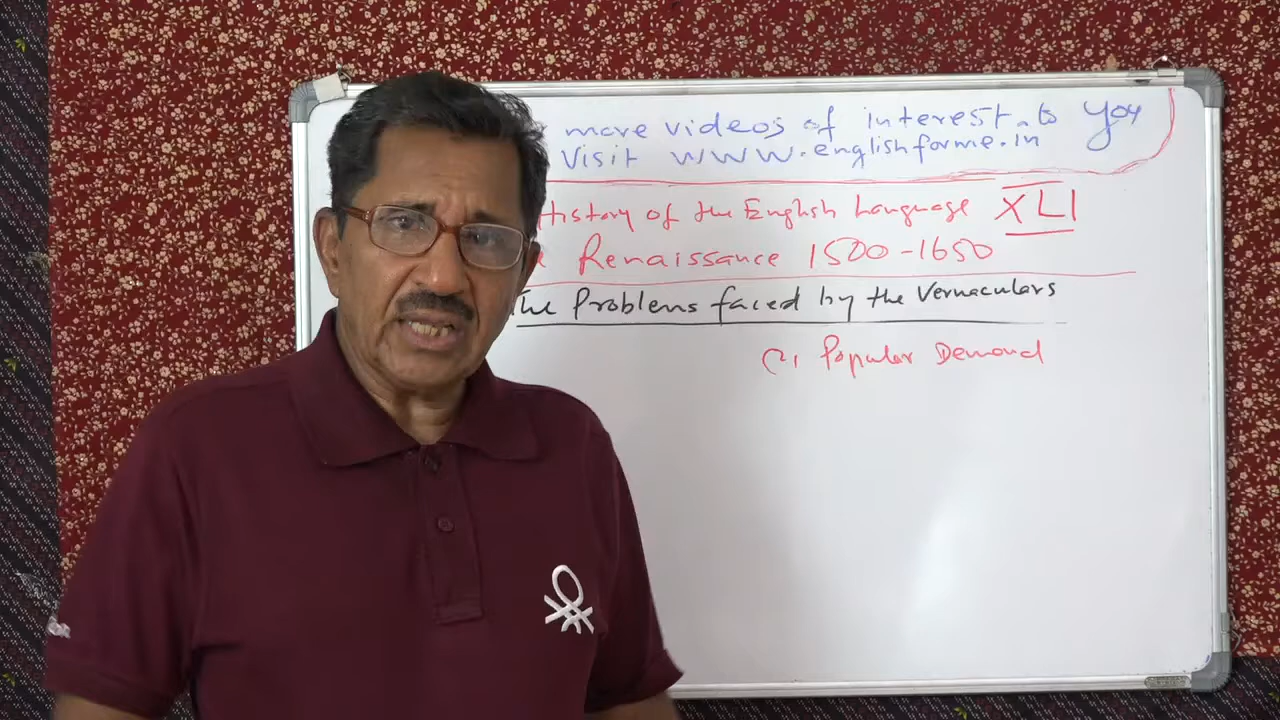 more videos of interest to you
Visit www.englishforme.in
History of the English Language XLI
Renaissance 1500-1650
The Problems faced by the Vernaculars
Popular Demand